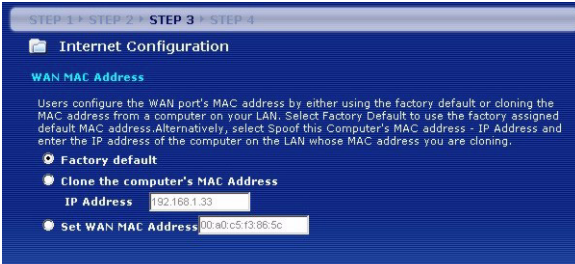 STEP 1 ▸ STEP 2 ▸ STEP 3 ▸ STEP 4
Internet Configuration
WAN MAC Address
Users configure the WAN port's MAC address by either using the factory default or cloning the
MAC address from a computer on your LAN. Select Factory Default to use the factory assigned
default MAC address.Alternatively, select Spoof this Computer's MAC address - IP Address and
enter the IP address of the computer on the LAN whose MAC address you are cloning.
Factory default
Clone the computer's MAC Address
IP Address 192.168.1.33
Set WAN MAC Address 00:a0:c5:f3:86:5c